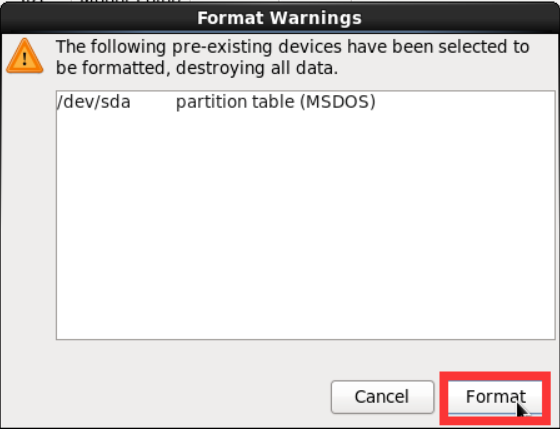 Format Warnings
The following pre-existing devices have been selected to
be formatted, destroying all data.
/dev/sda partition table (MSDOS)
Cancel Format